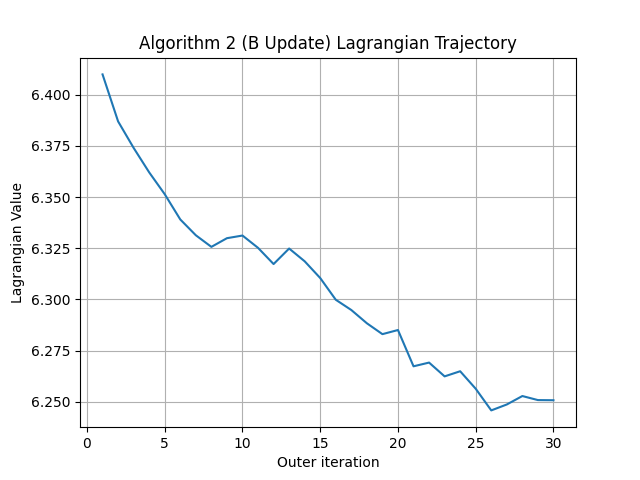 Algorithm 2 (B Update) Lagrangian Trajectory
Lagrangian Value
6.400
6.375
6.350
6.325
6.300
6.275
6.250
0 5 10 15 20 25 30
Outer iteration